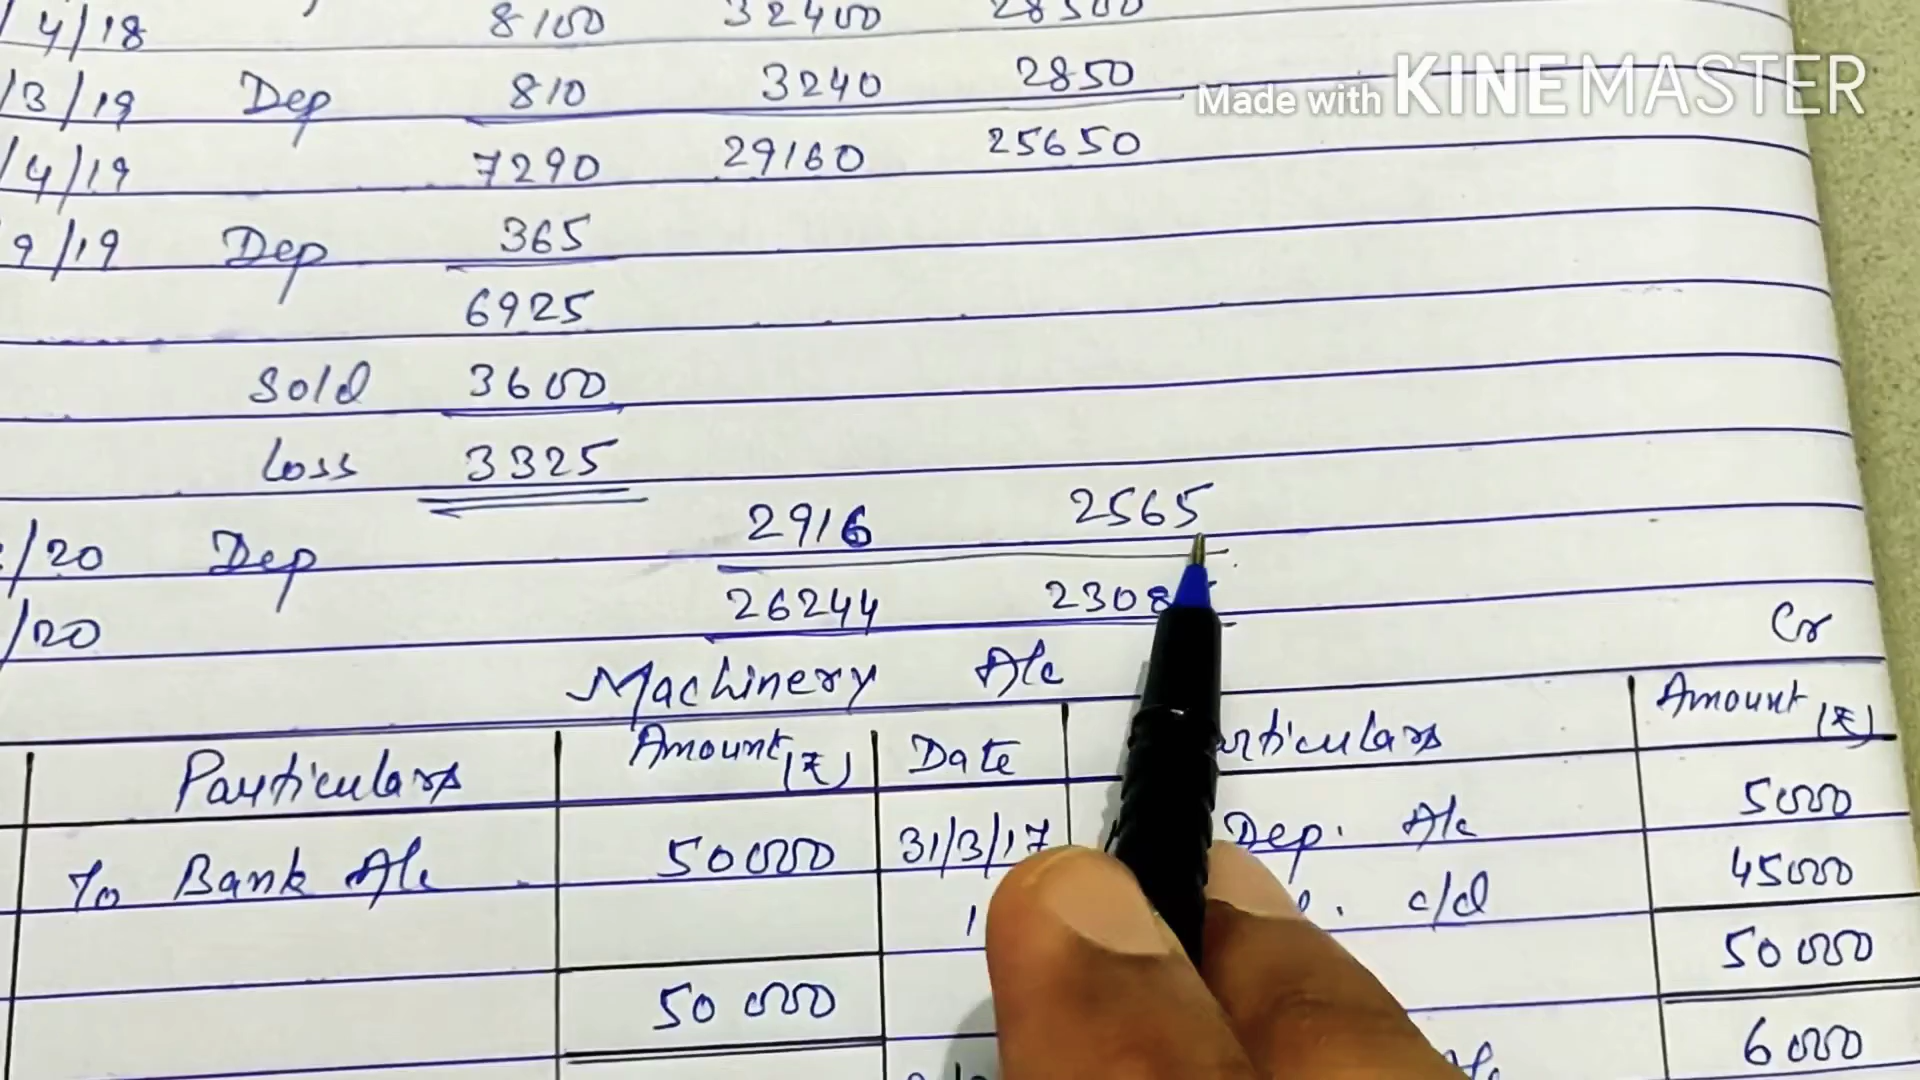 /4/18 8100 32400 28500
/3/19 Dep 810 3240 2850
Made with KINEMASTER
/4/19 7290 29160 25650
9/19 Dep 365
6925
Sold 3600
Loss 3325
/20 Dep 2916 2565
/20 26244 2308
Cr
Machinery A/c
Particulars Amount (₹) Date rticulars Amount (₹)
To Bank A/c 50000 31/3/17 Dep. A/c 5000
c/d 45000
50000 50000
6000